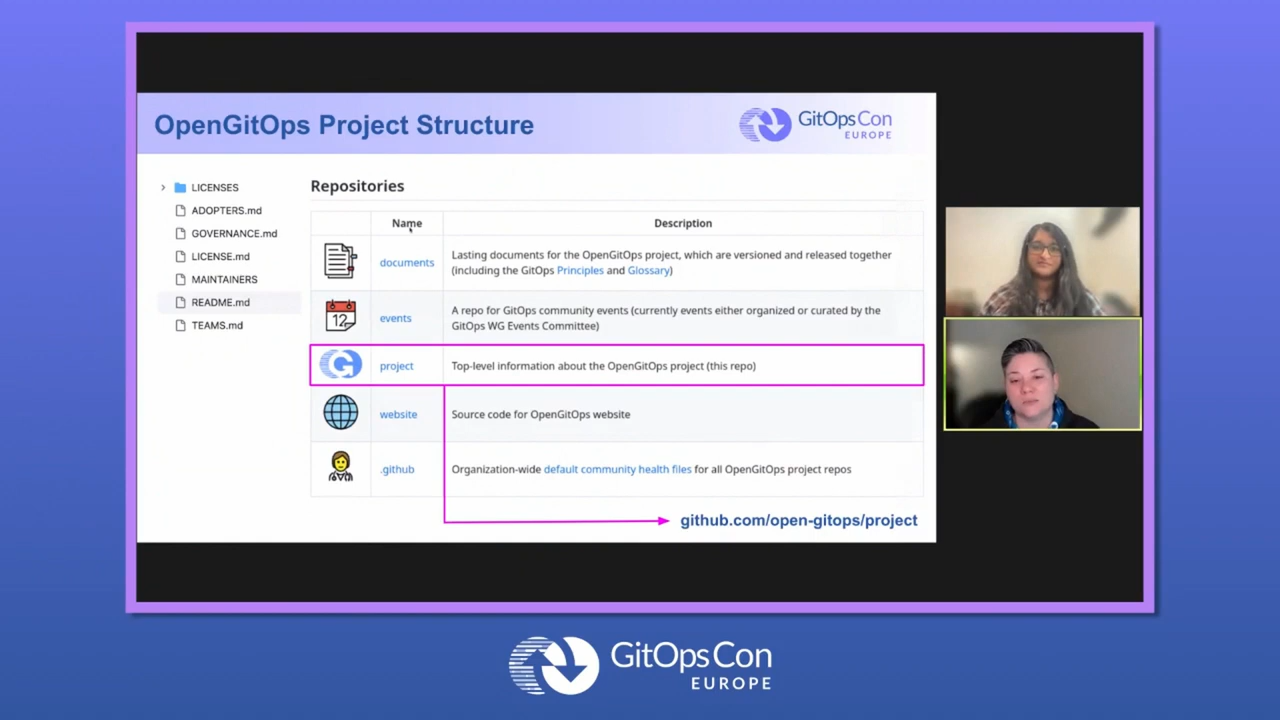 OpenGitOps Project Structure
GitOpsCon
EUROPE
LICENSES
ADOPTERS.md
GOVERNANCE.md
LICENSE.md
MAINTAINERS
README.md
TEAMS.md
Repositories
Name Description
documents
Lasting documents for the OpenGitOps project, which are versioned and released together
(including the GitOps Principles and Glossary)
12
events
A repo for GitOps community events (currently events either organized or curated by the
GitOps WG Events Committee)
project Top-level information about the OpenGitOps project (this repo)
website Source code for OpenGitOps website
.github Organization-wide default community health files for all OpenGitOps project repos
github.com/open-gitops/project
GitOpsCon
EUROPE